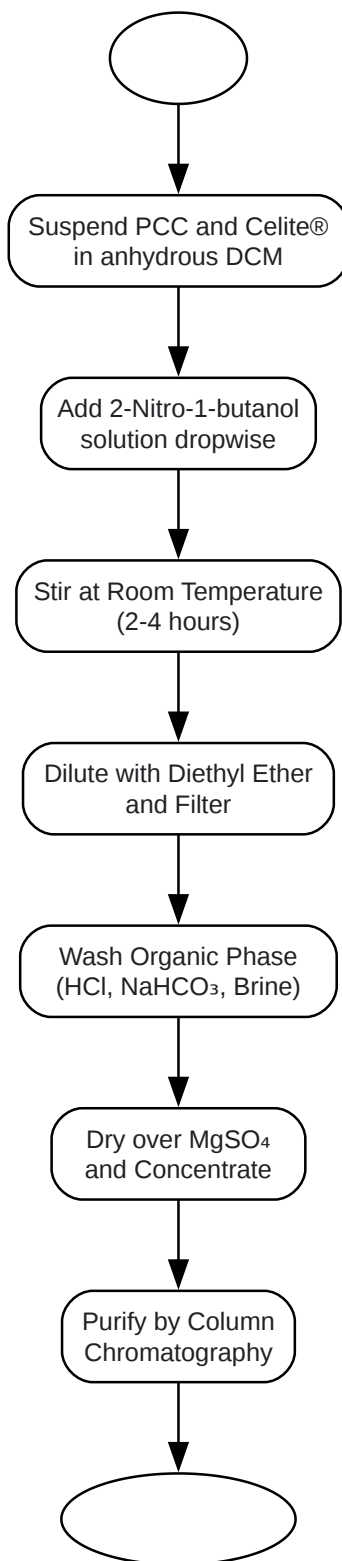 Suspend PCC and Celite®
in anhydrous DCM
Add 2-Nitro-1-butanol
solution dropwise
Stir at Room Temperature
(2-4 hours)
Dilute with Diethyl Ether
and Filter
Wash Organic Phase
(HCl, NaHCO₃, Brine)
Dry over MgSO₄
and Concentrate
Purify by Column
Chromatography